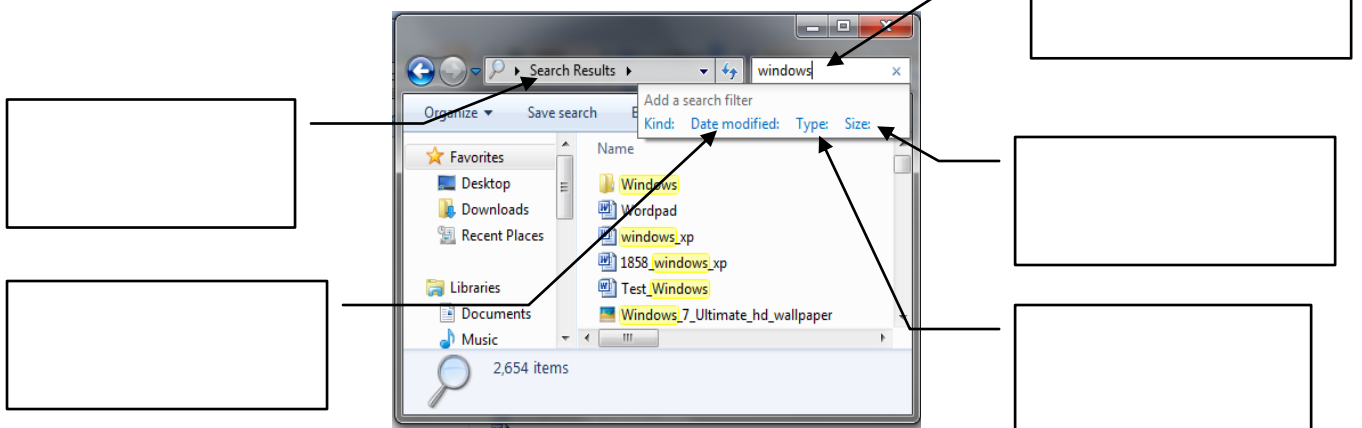 Search Results
windows
Add a search filter
Kind: Date modified: Type: Size:
Organize Save search
Name
Favorites
Desktop
Downloads
Recent Places
Libraries
Documents
Music
Windows
Wordpad
windows_xp
1858_windows_xp
Test_Windows
Windows_7_Ultimate_hd_wallpaper
2,654 items